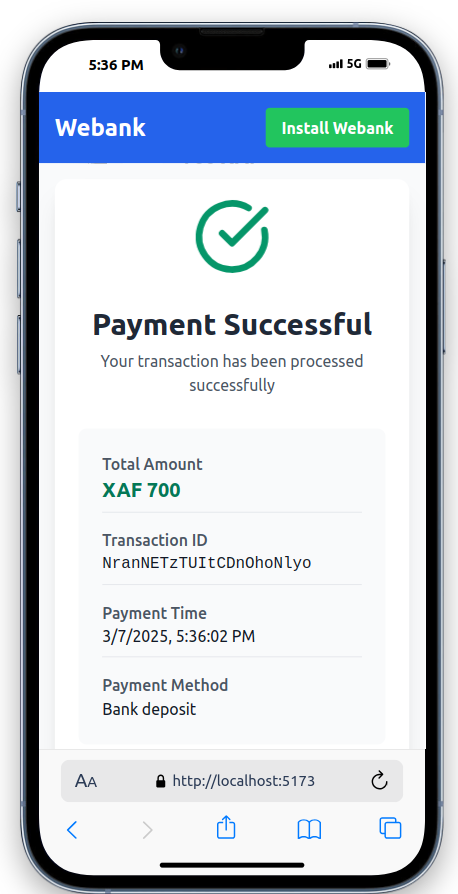 5:36 PM
5G
Webank
Install Webank
Payment Successful
Your transaction has been processed
successfully
Total Amount
XAF 700
Transaction ID
NranNETzTUItCDnOhoNlyo
Payment Time
3/7/2025, 5:36:02 PM
Payment Method
Bank deposit
AA
http://localhost:5173